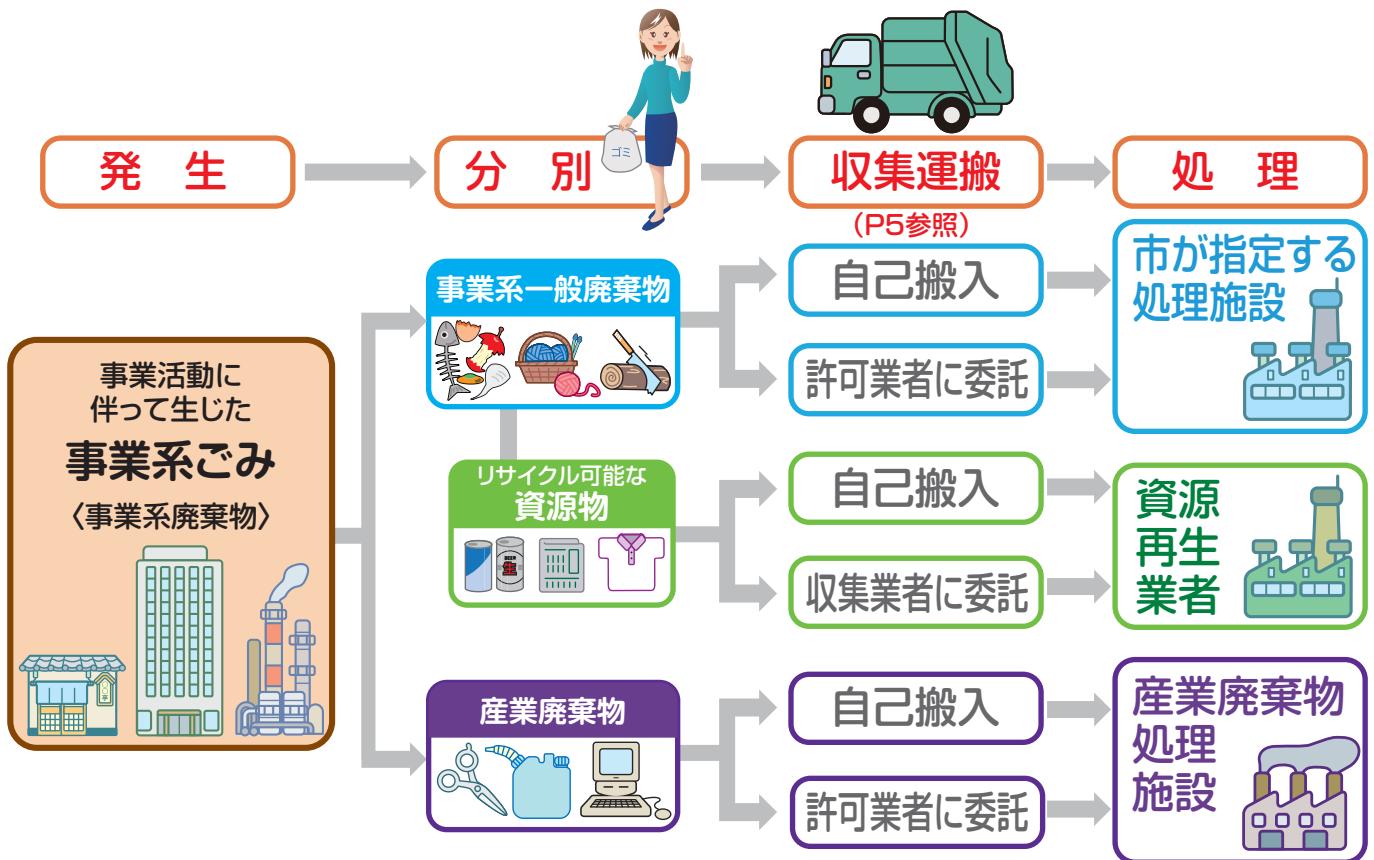 発 生
分 別
ゴミ
収集運搬
(P5参照)
処 理
事業活動に
伴って生じた
事業系ごみ
〈事業系廃棄物〉
事業系一般廃棄物
自己搬入
許可業者に委託
市が指定する
処理施設
リサイクル可能な
資源物
BEER
生
自己搬入
収集業者に委託
資源
再生
業者
産業廃棄物
自己搬入
許可業者に委託
産業廃棄物
処理
施設